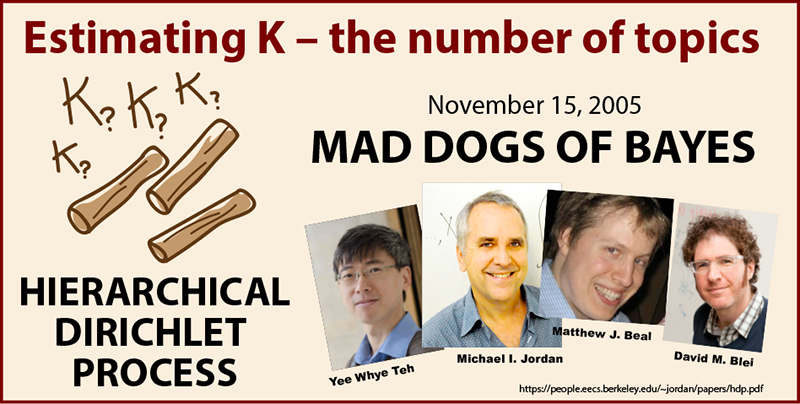 Estimating K – the number of topics
K? K? K?
K?
November 15, 2005
MAD DOGS OF BAYES
HIERARCHICAL
DIRICHLET
PROCESS
Yee Whye Teh
Michael I. Jordan
Matthew J. Beal
David M. Blei
https://people.eecs.berkeley.edu/~jordan/papers/hdp.pdf